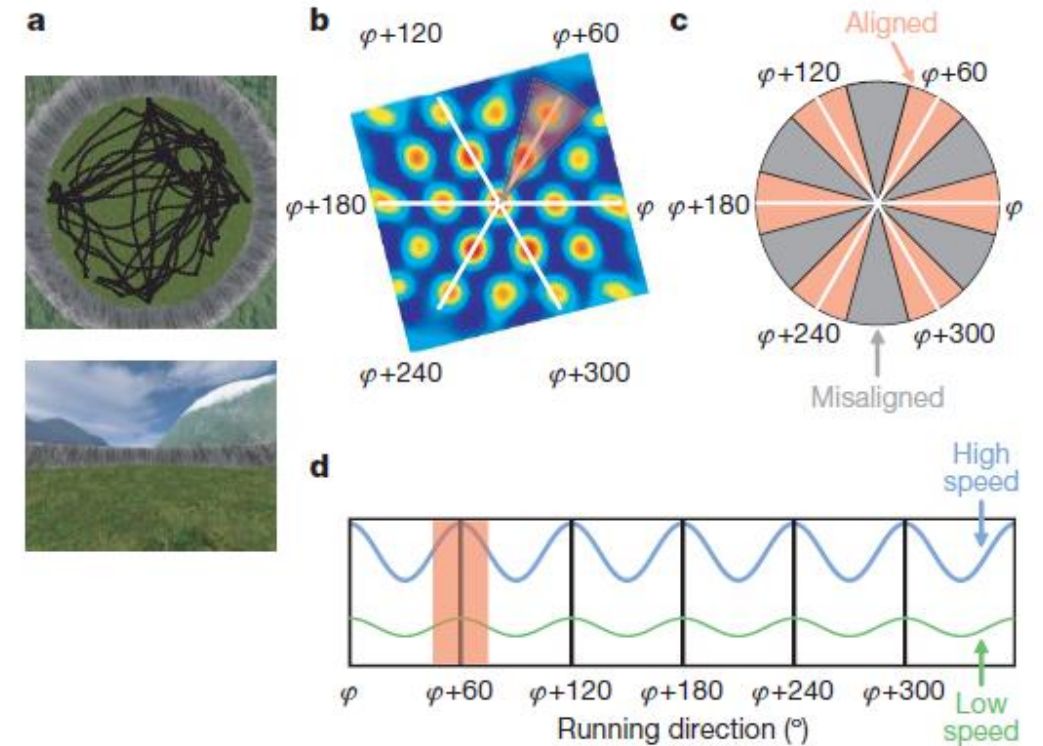 a
b
φ+120
φ+60
φ+180
φ
φ+240
φ+300
c
Aligned
φ+120
φ+60
φ+180
φ
φ+240
φ+300
Misaligned
d
High
speed
φ
φ+60
φ+120
φ+180
φ+240
φ+300
Low
speed
Running direction (°)